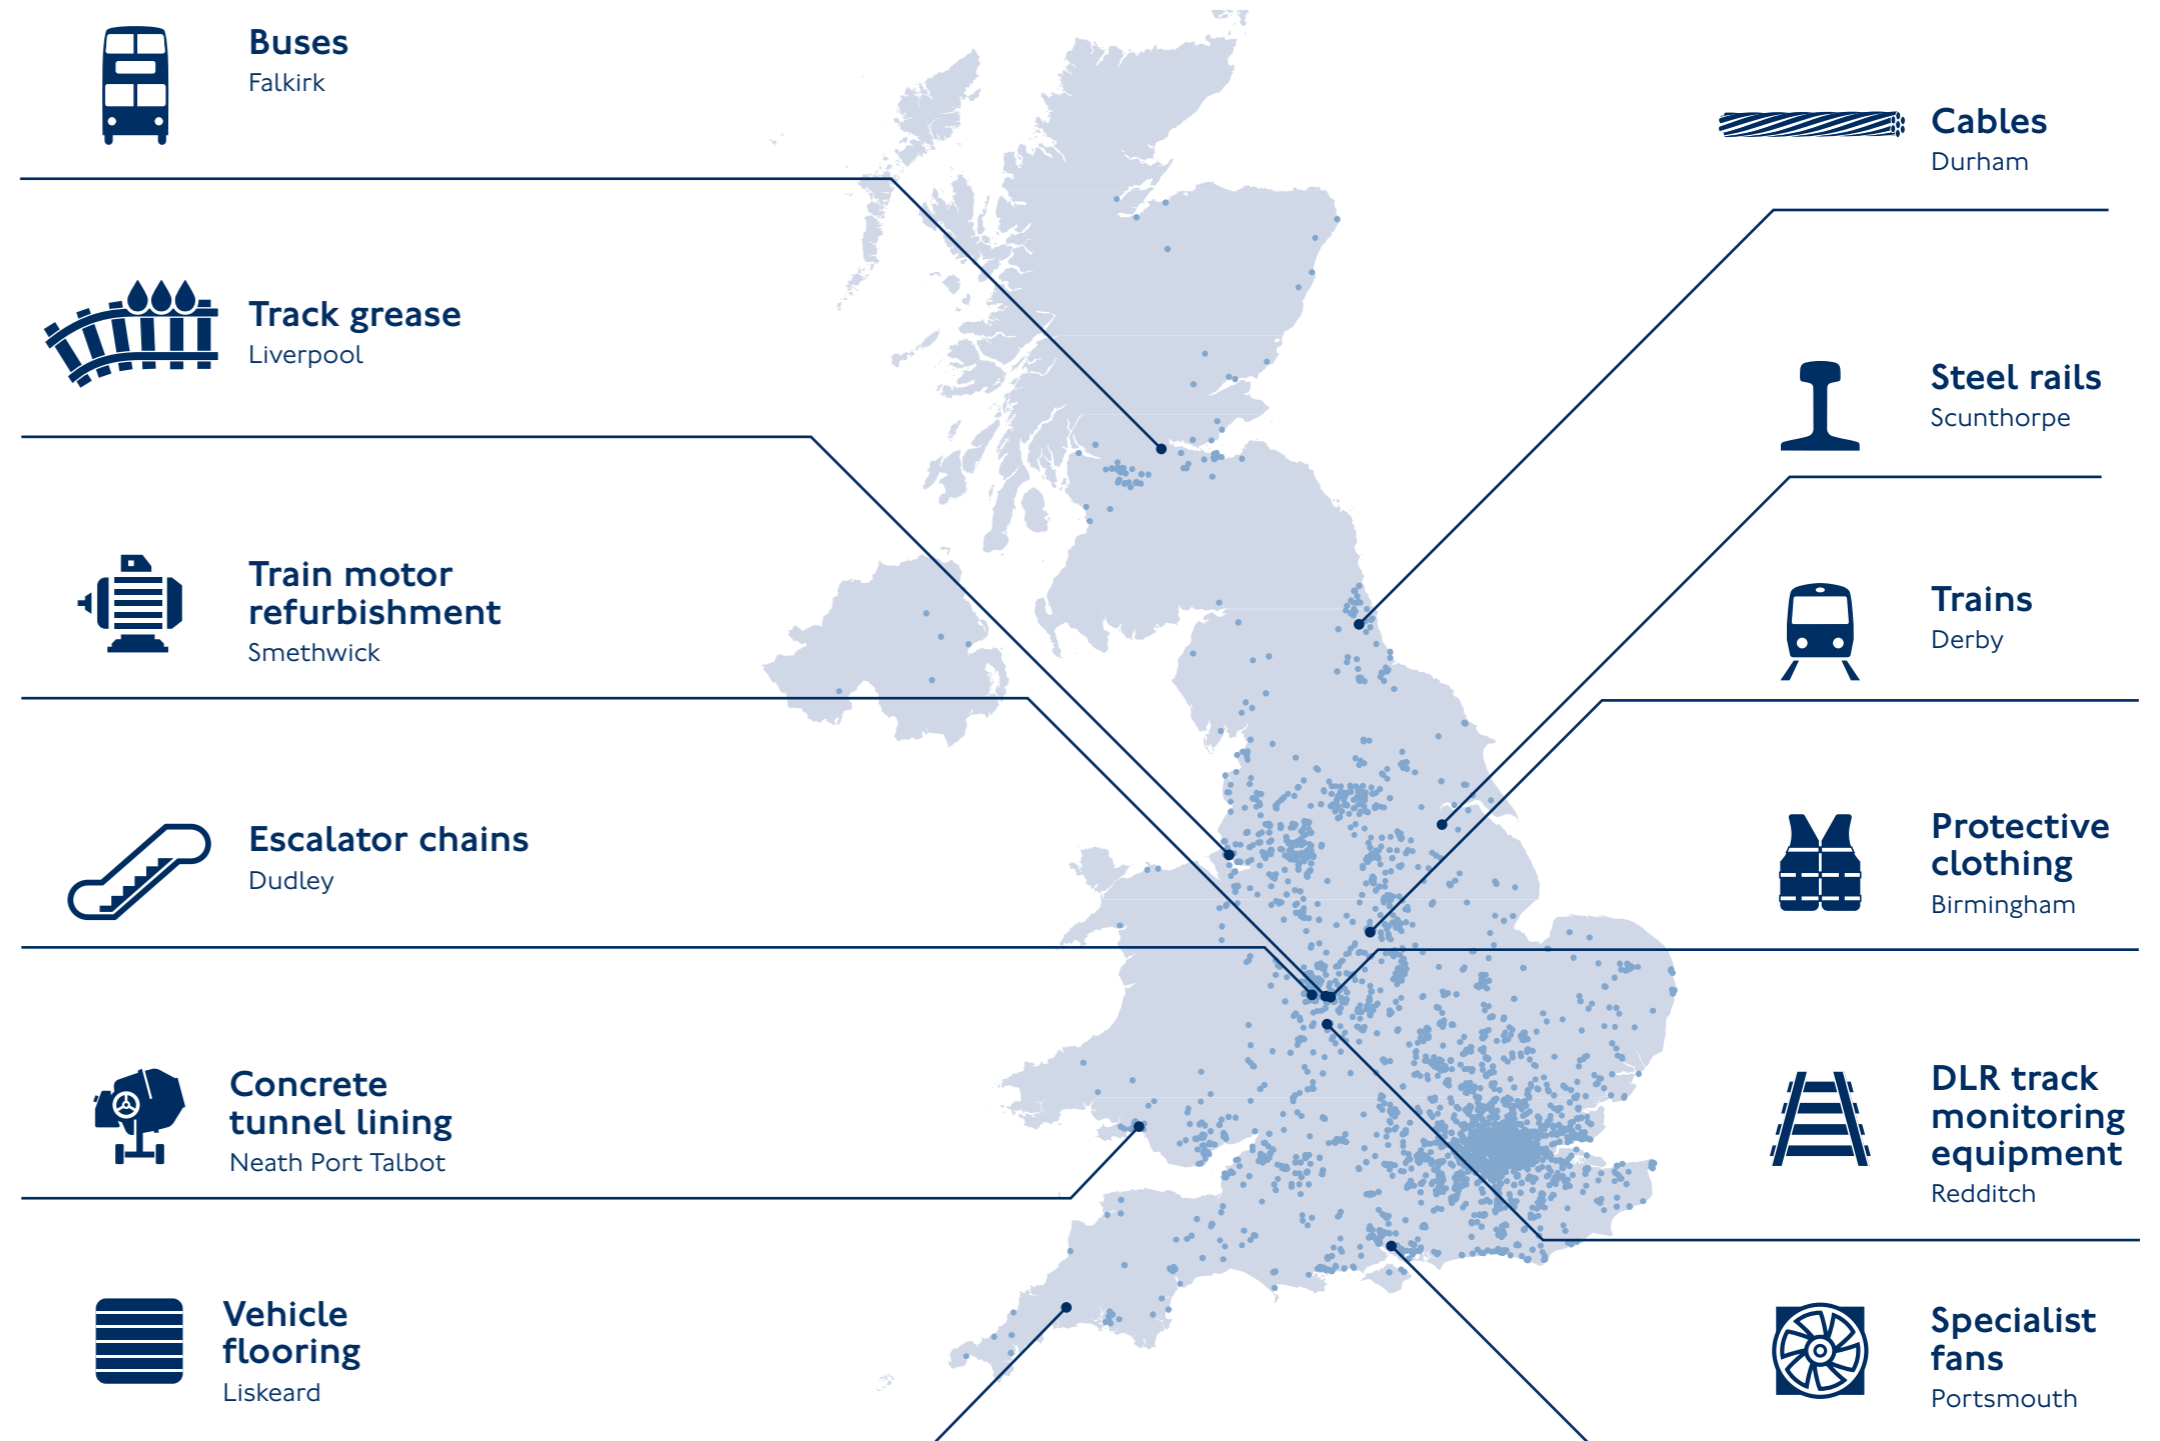 Buses
Falkirk
Track grease
Liverpool
Train motor
refurbishment
Smethwick
Escalator chains
Dudley
Concrete
tunnel lining
Neath Port Talbot
Vehicle
flooring
Liskeard
Cables
Durham
Steel rails
Scunthorpe
Trains
Derby
Protective
clothing
Birmingham
DLR track
monitoring
equipment
Redditch
Specialist
fans
Portsmouth